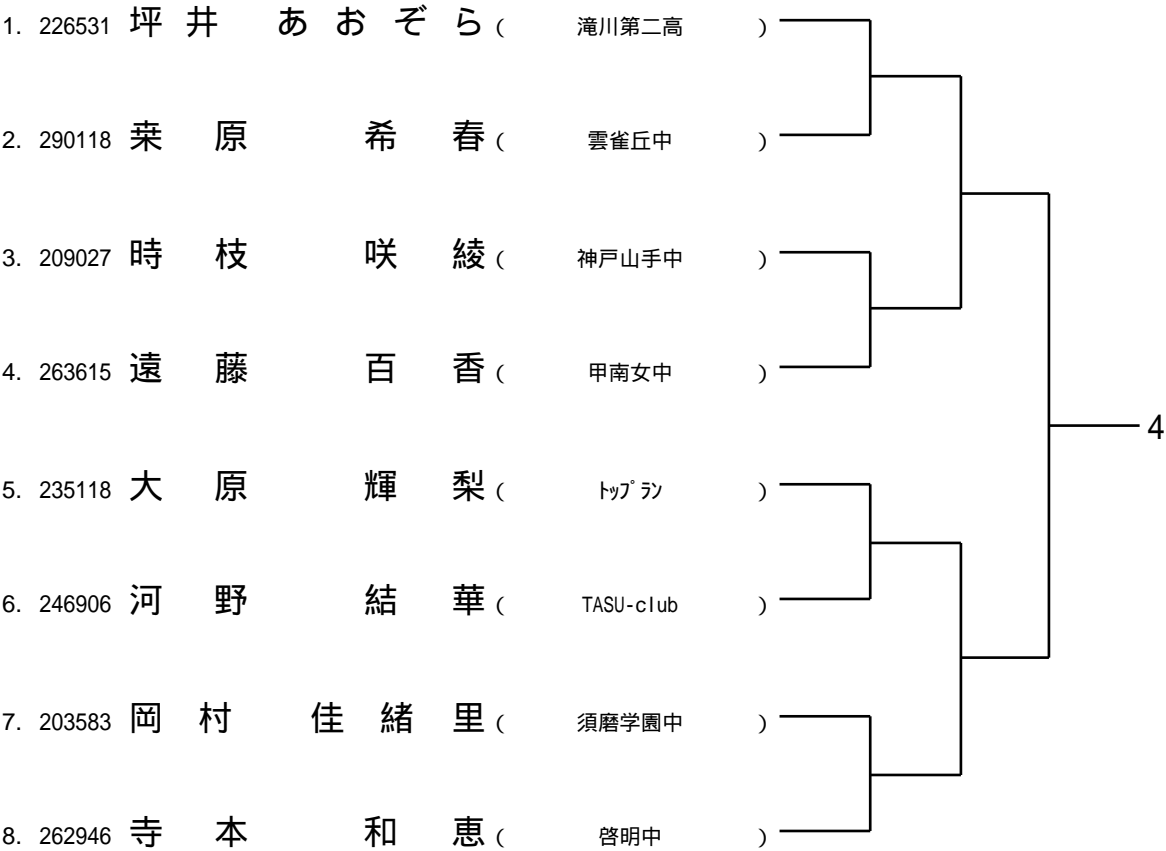 1. 226531 坪井 あおぞら ( 滝川第二高 )
2. 290118 桒原 希春 ( 雲雀丘中 )
3. 209027 時枝 咲綾 ( 神戸山手中 )
4. 263615 遠藤 百香 ( 甲南女中 )
4
5. 235118 大原 輝梨 ( ﾄｯﾌﾟﾗﾝ )
6. 246906 河野 結華 ( TASU-club )
7. 203583 岡村 佳緒里 ( 須磨学園中 )
8. 262946 寺本 和恵 ( 啓明中 )